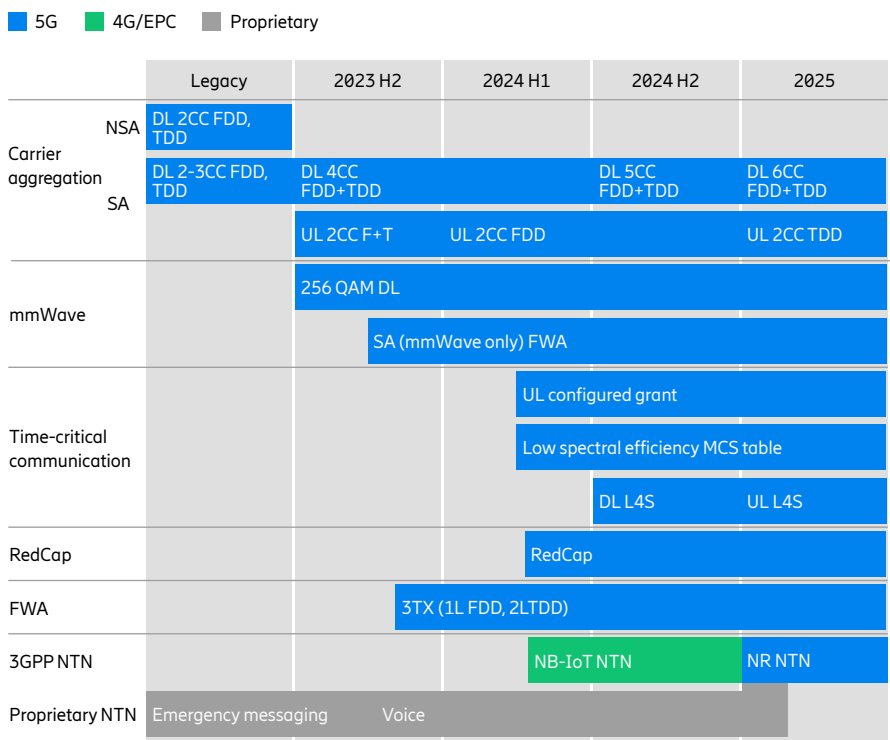 5G 4G/EPC Proprietary
Legacy 2023 H2 2024 H1 2024 H2 2025
Carrier
aggregation
NSA
DL 2CC FDD,
TDD
SA
DL 2-3CC FDD,
TDD
DL 4CC
FDD+TDD
DL 5CC
FDD+TDD
DL 6CC
FDD+TDD
UL 2CC F+T UL 2CC FDD UL 2CC TDD
mmWave
256 QAM DL
SA (mmWave only) FWA
Time-critical
communication
UL configured grant
Low spectral efficiency MCS table
DL L4S UL L4S
RedCap RedCap
FWA 3TX (1L FDD, 2LTDD)
3GPP NTN NB-IoT NTN NR NTN
Proprietary NTN Emergency messaging Voice